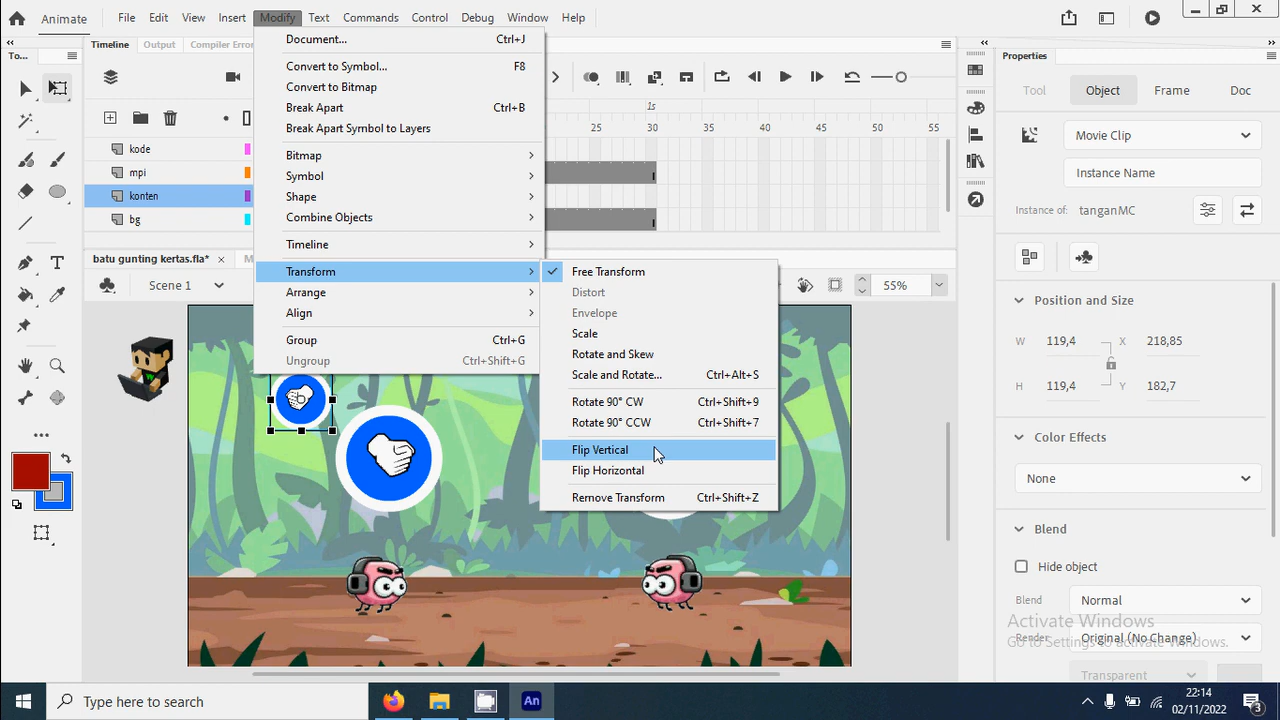 Animate File Edit View Insert Modify Text Commands Control Debug Window Help
Timeline Output Compiler Error
To...
Properties
Document... Ctrl+J
Convert to Symbol... F8
Convert to Bitmap
Break Apart Ctrl+B
Break Apart Symbol to Layers
Bitmap
Symbol
Shape
Combine Objects
Timeline
Transform
Arrange
Align
Group Ctrl+G
Ungroup Ctrl+Shift+G
1s
25 30 35 40 45 50 55
kode
mpi
konten
bg
batu gunting kertas.fla* × M
Scene 1
55%
Free Transform
Distort
Envelope
Scale
Rotate and Skew
Scale and Rotate... Ctrl+Alt+S
Rotate 90° CW Ctrl+Shift+9
Rotate 90° CCW Ctrl+Shift+7
Flip Vertical
Flip Horizontal
Remove Transform Ctrl+Shift+Z
Tool Object Frame Doc
Movie Clip
Instance Name
Instance of: tanganMC
Position and Size
W 119,4 X 218,85
H 119,4 Y 182,7
Color Effects
None
Blend
Hide object
Blend Normal
Render: Original (No Change)
Transparent
Activate Windows
Go to Settings to activate Windows.
T
W
Type here to search
An
22:14
02/11/2022
3